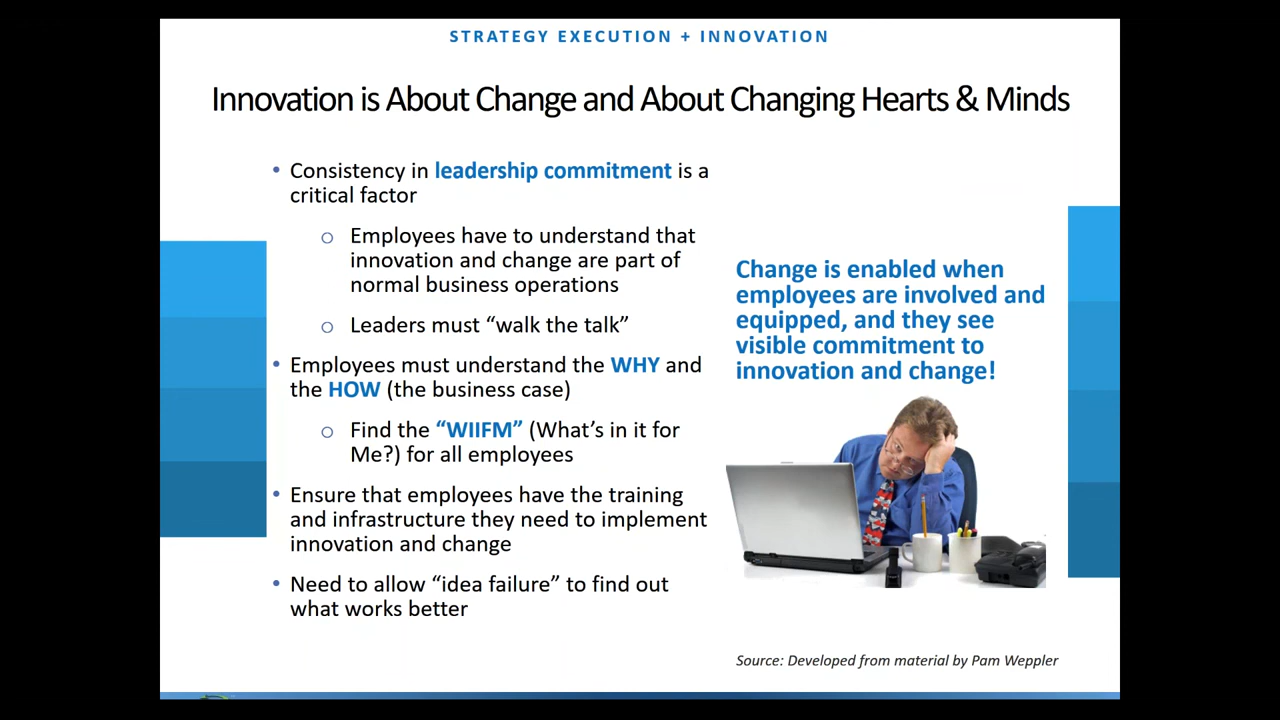 STRATEGY EXECUTION + INNOVATION
Innovation is About Change and About Changing Hearts & Minds
• Consistency in leadership commitment is a
critical factor
o Employees have to understand that
innovation and change are part of
normal business operations
o Leaders must “walk the talk”
• Employees must understand the WHY and
the HOW (the business case)
o Find the “WIIFM” (What’s in it for
Me?) for all employees
• Ensure that employees have the training
and infrastructure they need to implement
innovation and change
• Need to allow “idea failure” to find out
what works better
Change is enabled when
employees are involved and
equipped, and they see
visible commitment to
innovation and change!
Source: Developed from material by Pam Weppler